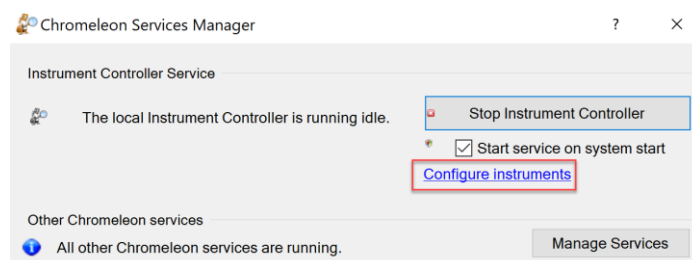 Chromeleon Services Manager ? ×
Instrument Controller Service
The local Instrument Controller is running idle.
Stop Instrument Controller
Start service on system start
Configure instruments
Other Chromeleon services
All other Chromeleon services are running.
Manage Services